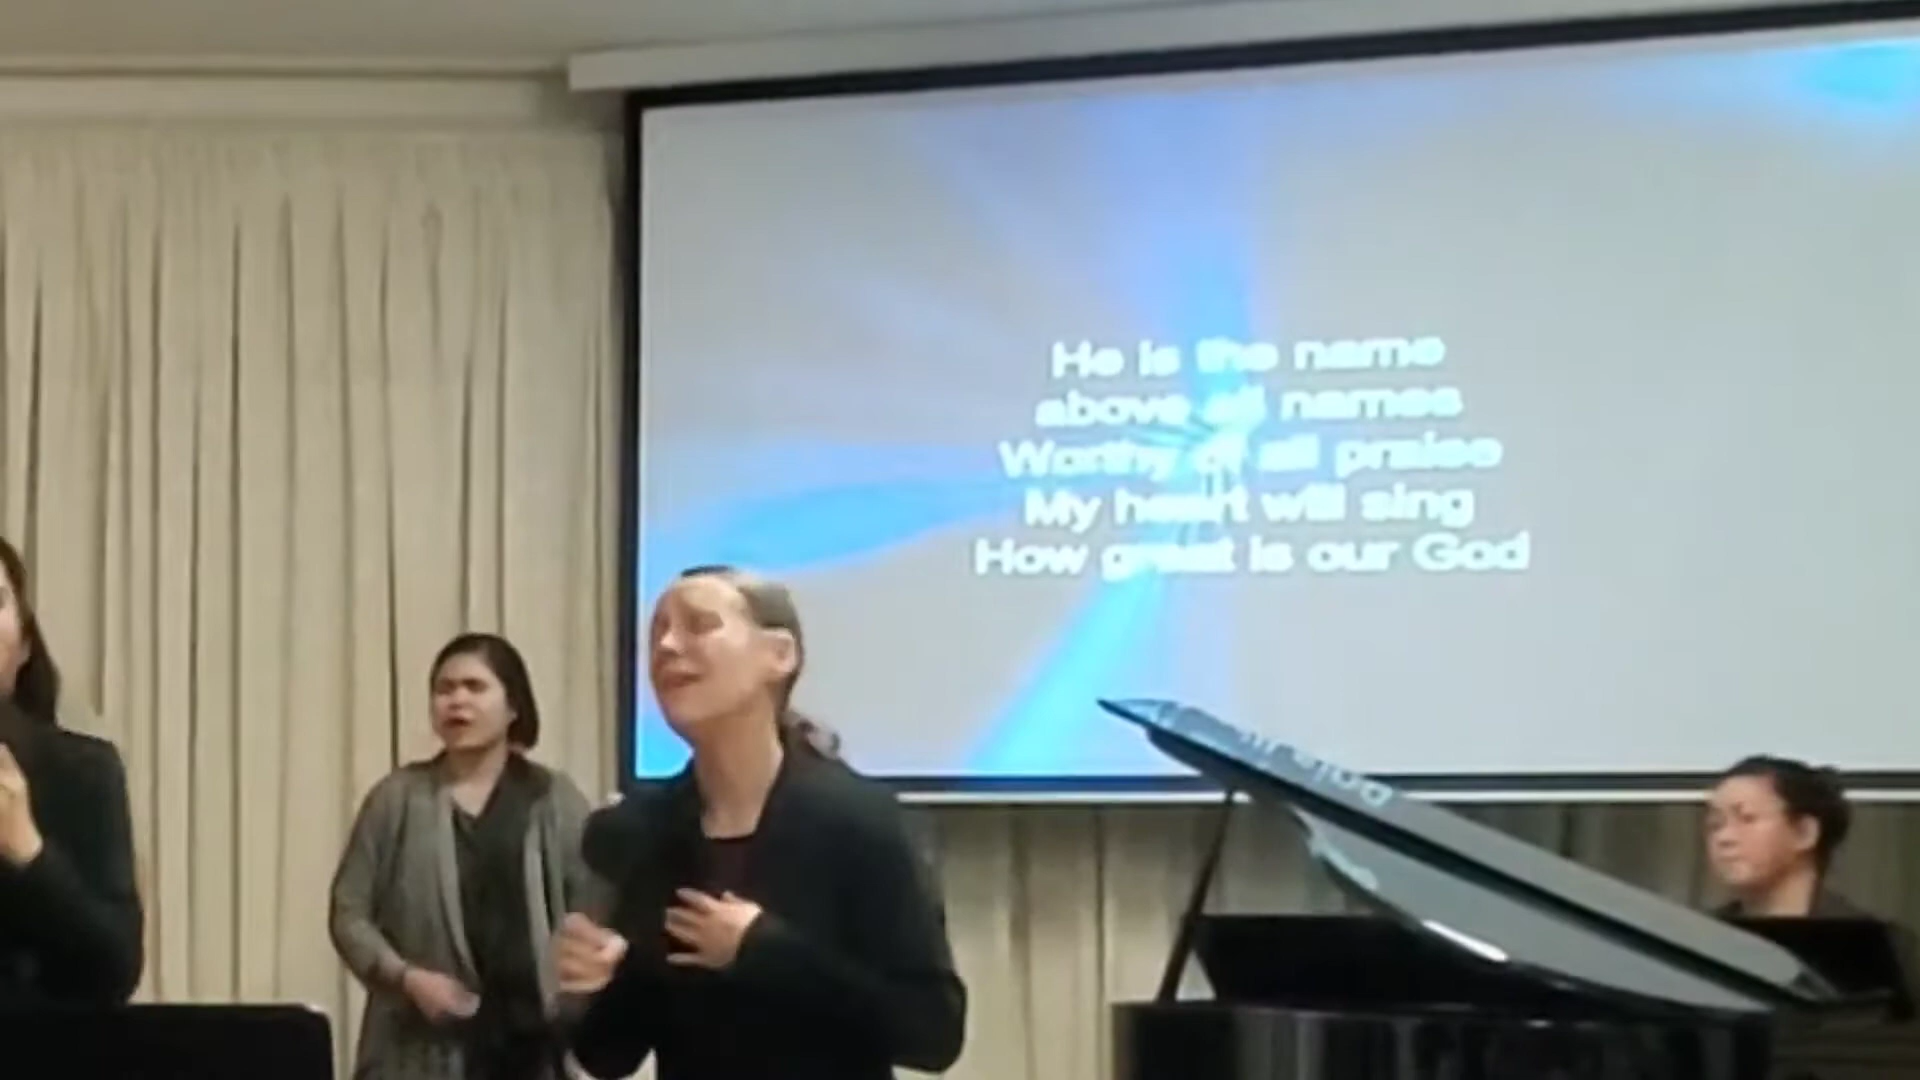 He is the name
above all names
Worthy of all praise
My heart will sing
How great is our God